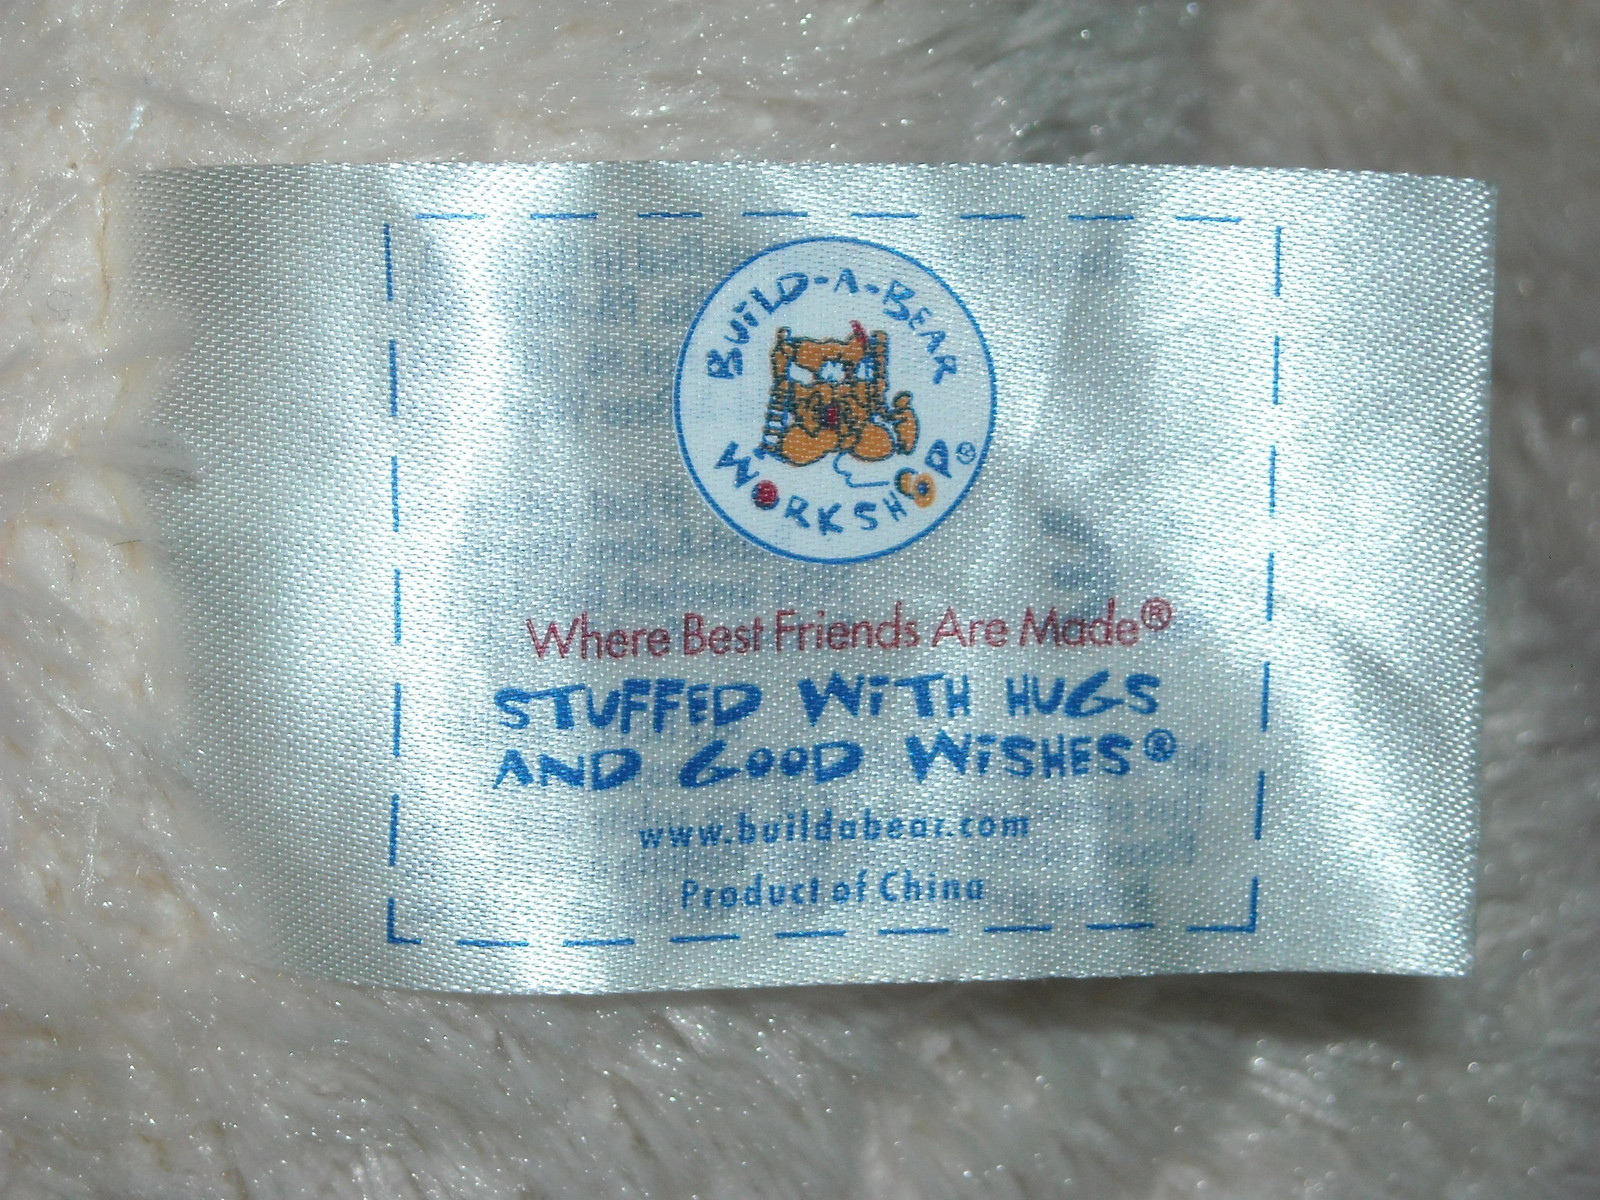 BUiLD-A-BEAR
WORKSHOP®
Where Best Friends Are Made®
STUFFED WiTH HUGS
AND GOOD WiSHES®
www.buildabear.com
Product of China